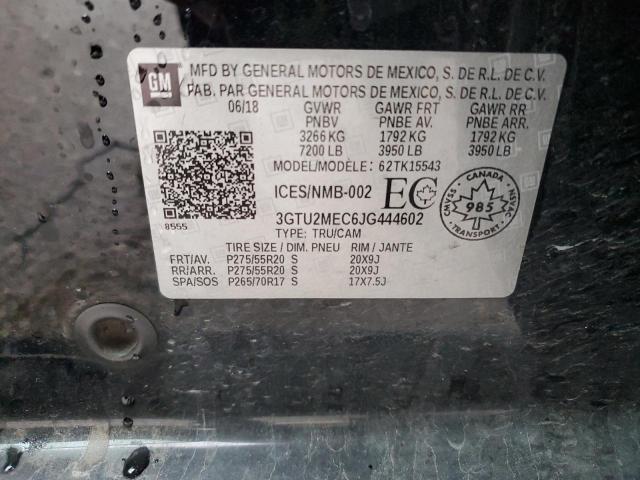 GM
MFD BY GENERAL MOTORS DE MEXICO, S. DE R.L. DE C.V.
FAB. PAR GENERAL MOTORS DE MEXICO, S. DE R.L. DE C.V.
06/18 GVWR GAWR FRT GAWR RR
PNBV PNBE AV. PNBE ARR.
3266 KG 1792 KG 1792 KG
7200 LB 3950 LB 3950 LB
MODEL/MODÈLE: 62TK15543
ICES/NMB-002 EC
CANADA
CMVSS 985 NSVAC
TRANSPORT
8555
3GTU2MEC6JG444602
TYPE: TRU/CAM
TIRE SIZE / DIM. PNEU RIM / JANTE
FRT/AV. P275/55R20 S 20X9J
RR/ARR. P275/55R20 S 20X9J
SPA/SOS P265/70R17 S 17X7.5J